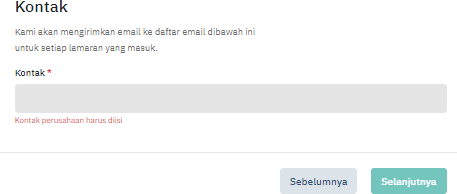 Kontak
Kami akan mengirimkan email ke daftar email dibawah ini
untuk setiap lamaran yang masuk.
Kontak *
Kontak perusahaan harus diisi
Sebelumnya
Selanjutnya